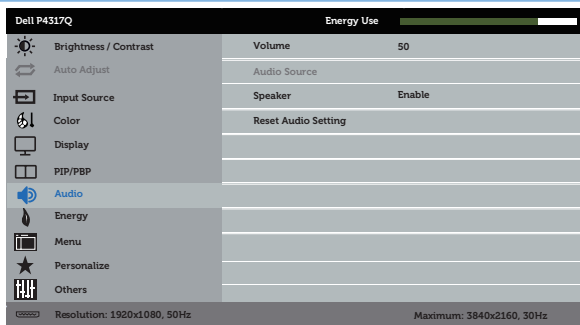 Dell P4317Q Energy Use
Brightness / Contrast Volume 50
Auto Adjust Audio Source
Input Source Speaker Enable
Color Reset Audio Setting
Display
PIP/PBP
Audio
Energy
Menu
Personalize
Others
Resolution: 1920x1080, 50Hz Maximum: 3840x2160, 30Hz